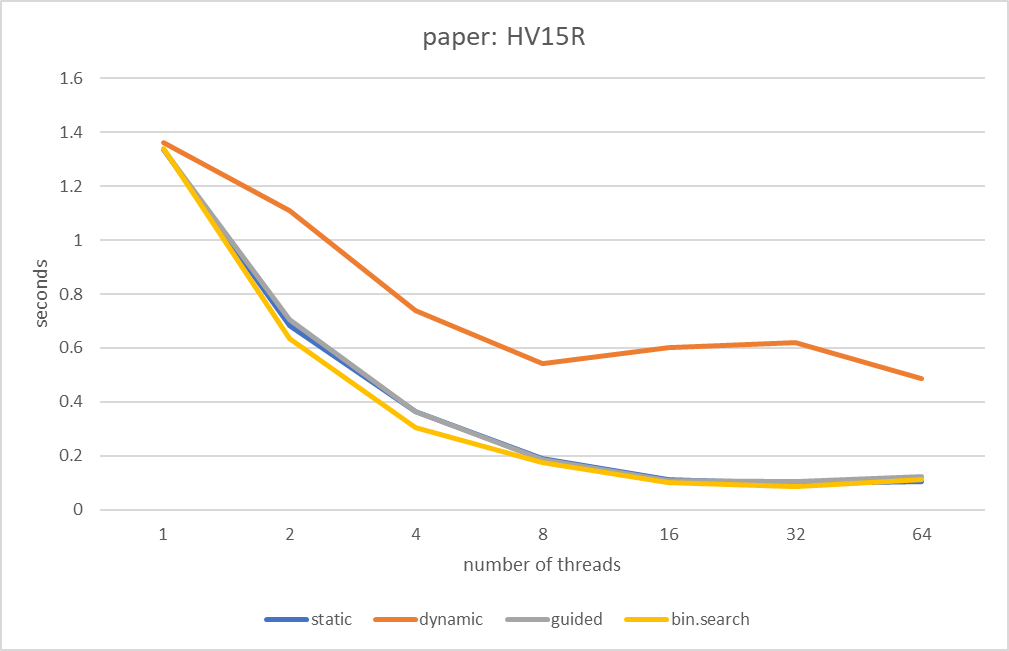 paper: HV15R
1.6
1.4
1.2
1
0.8
0.6
0.4
0.2
0
seconds
1 2 4 8 16 32 64
number of threads
static dynamic guided bin.search